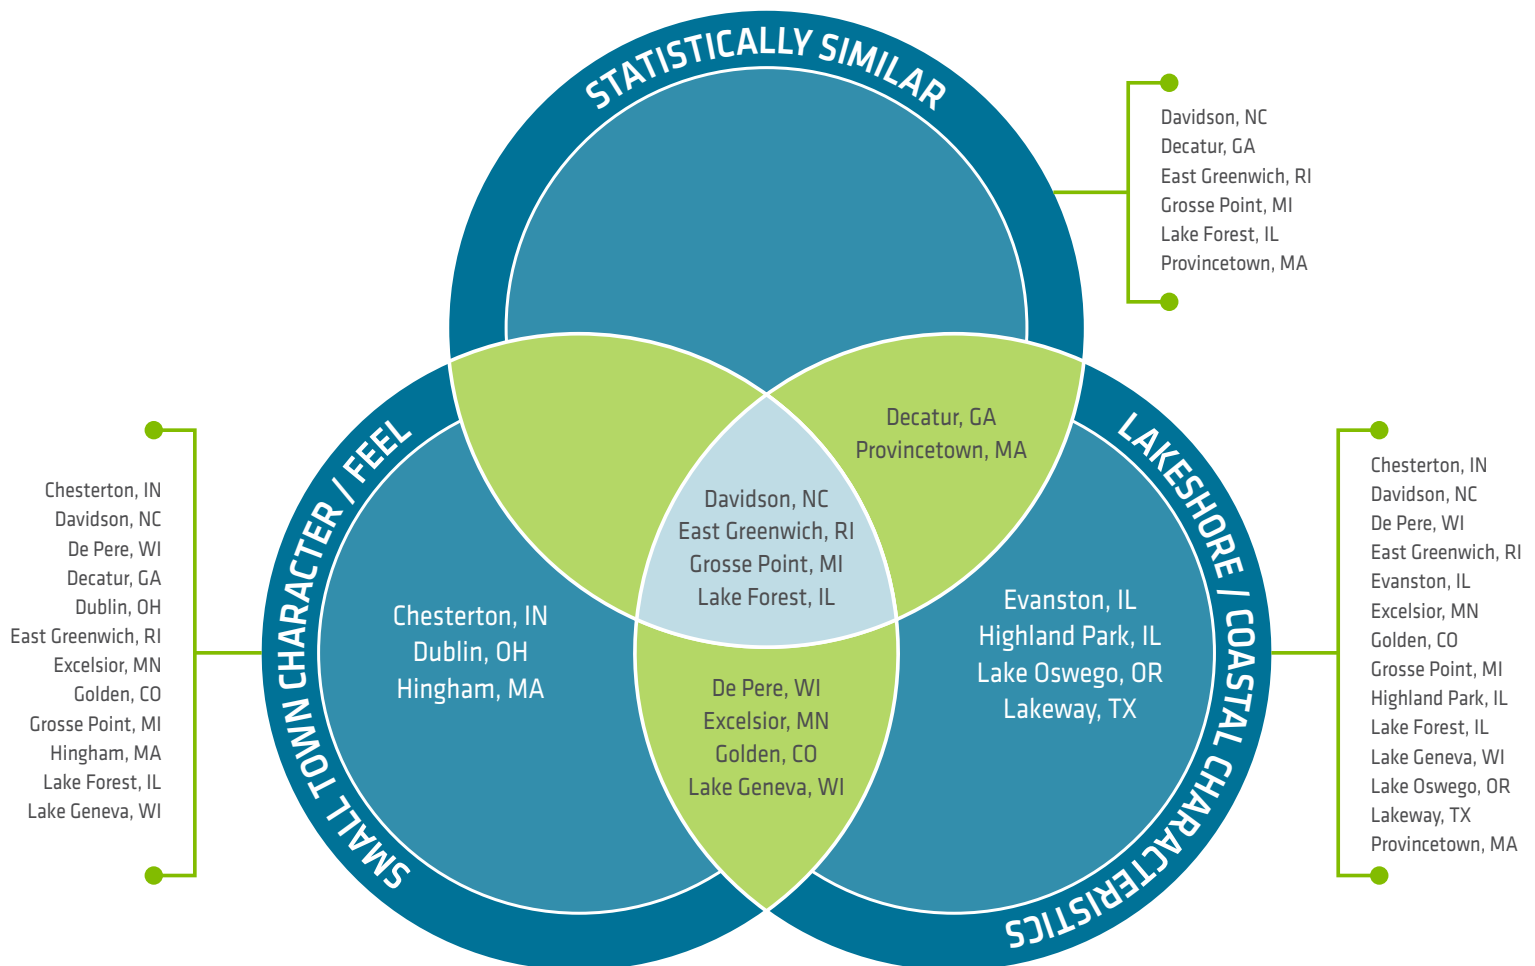 STATISTICALLY SIMILAR
Davidson, NC
Decatur, GA
East Greenwich, RI
Grosse Point, MI
Lake Forest, IL
Provincetown, MA
Decatur, GA
Provincetown, MA
Davidson, NC
East Greenwich, RI
Grosse Point, MI
Lake Forest, IL
SMALL TOWN CHARACTER / FEEL
Chesterton, IN
Davidson, NC
De Pere, WI
Decatur, GA
Dublin, OH
East Greenwich, RI
Excelsior, MN
Golden, CO
Grosse Point, MI
Hingham, MA
Lake Forest, IL
Lake Geneva, WI
Chesterton, IN
Dublin, OH
Hingham, MA
De Pere, WI
Excelsior, MN
Golden, CO
Lake Geneva, WI
Evanston, IL
Highland Park, IL
Lake Oswego, OR
Lakeway, TX
LAKESHORE / COASTAL CHARACTERISTICS
Chesterton, IN
Davidson, NC
De Pere, WI
East Greenwich, RI
Evanston, IL
Excelsior, MN
Golden, CO
Grosse Point, MI
Highland Park, IL
Lake Forest, IL
Lake Geneva, WI
Lake Oswego, OR
Lakeway, TX
Provincetown, MA